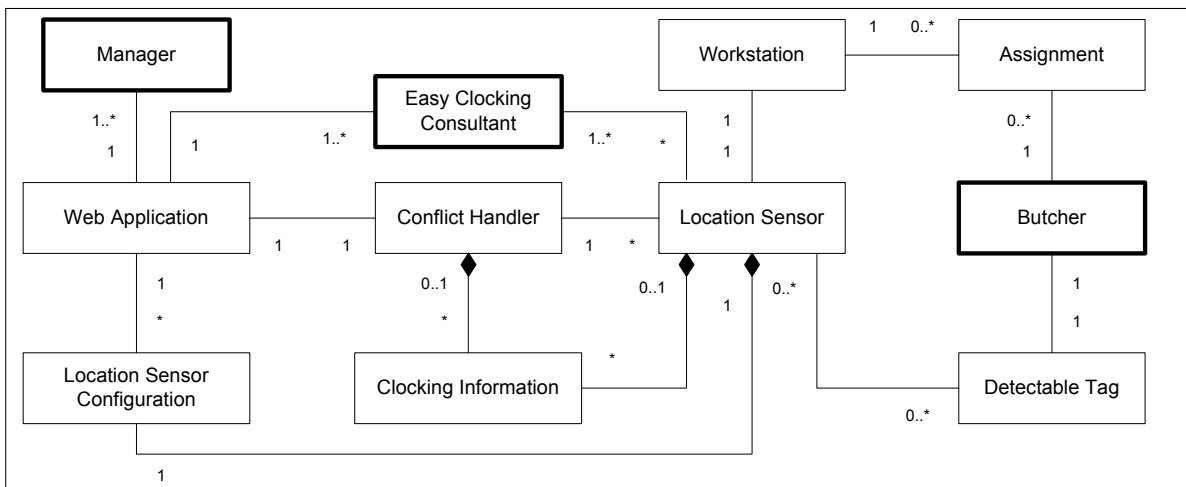 Manager
Workstation
1
0..*
Assignment
Easy Clocking
Consultant
1..*
1
1
1..*
1..*
*
1
1
0..*
1
Web Application
Conflict Handler
Location Sensor
Butcher
1
1
1
*
1
*
0..1
*
0..1
1
0..*
1
1
*
Location Sensor
Configuration
Clocking Information
Detectable Tag
0..*
1